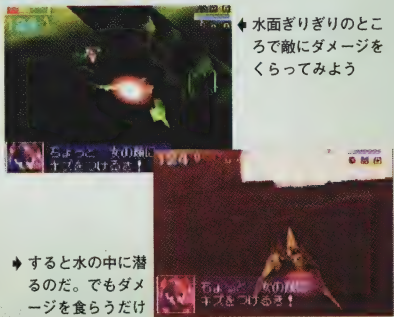 水面ぎりぎりのとこ
ろで敵にダメージを
くらってみよう
ちょっと 女の顔に
キズをつけるき!
すると水の中に潜
るのだ。でもダメ
ージを食らうだけ
ちょっと 女の顔に
キズをつけるき!